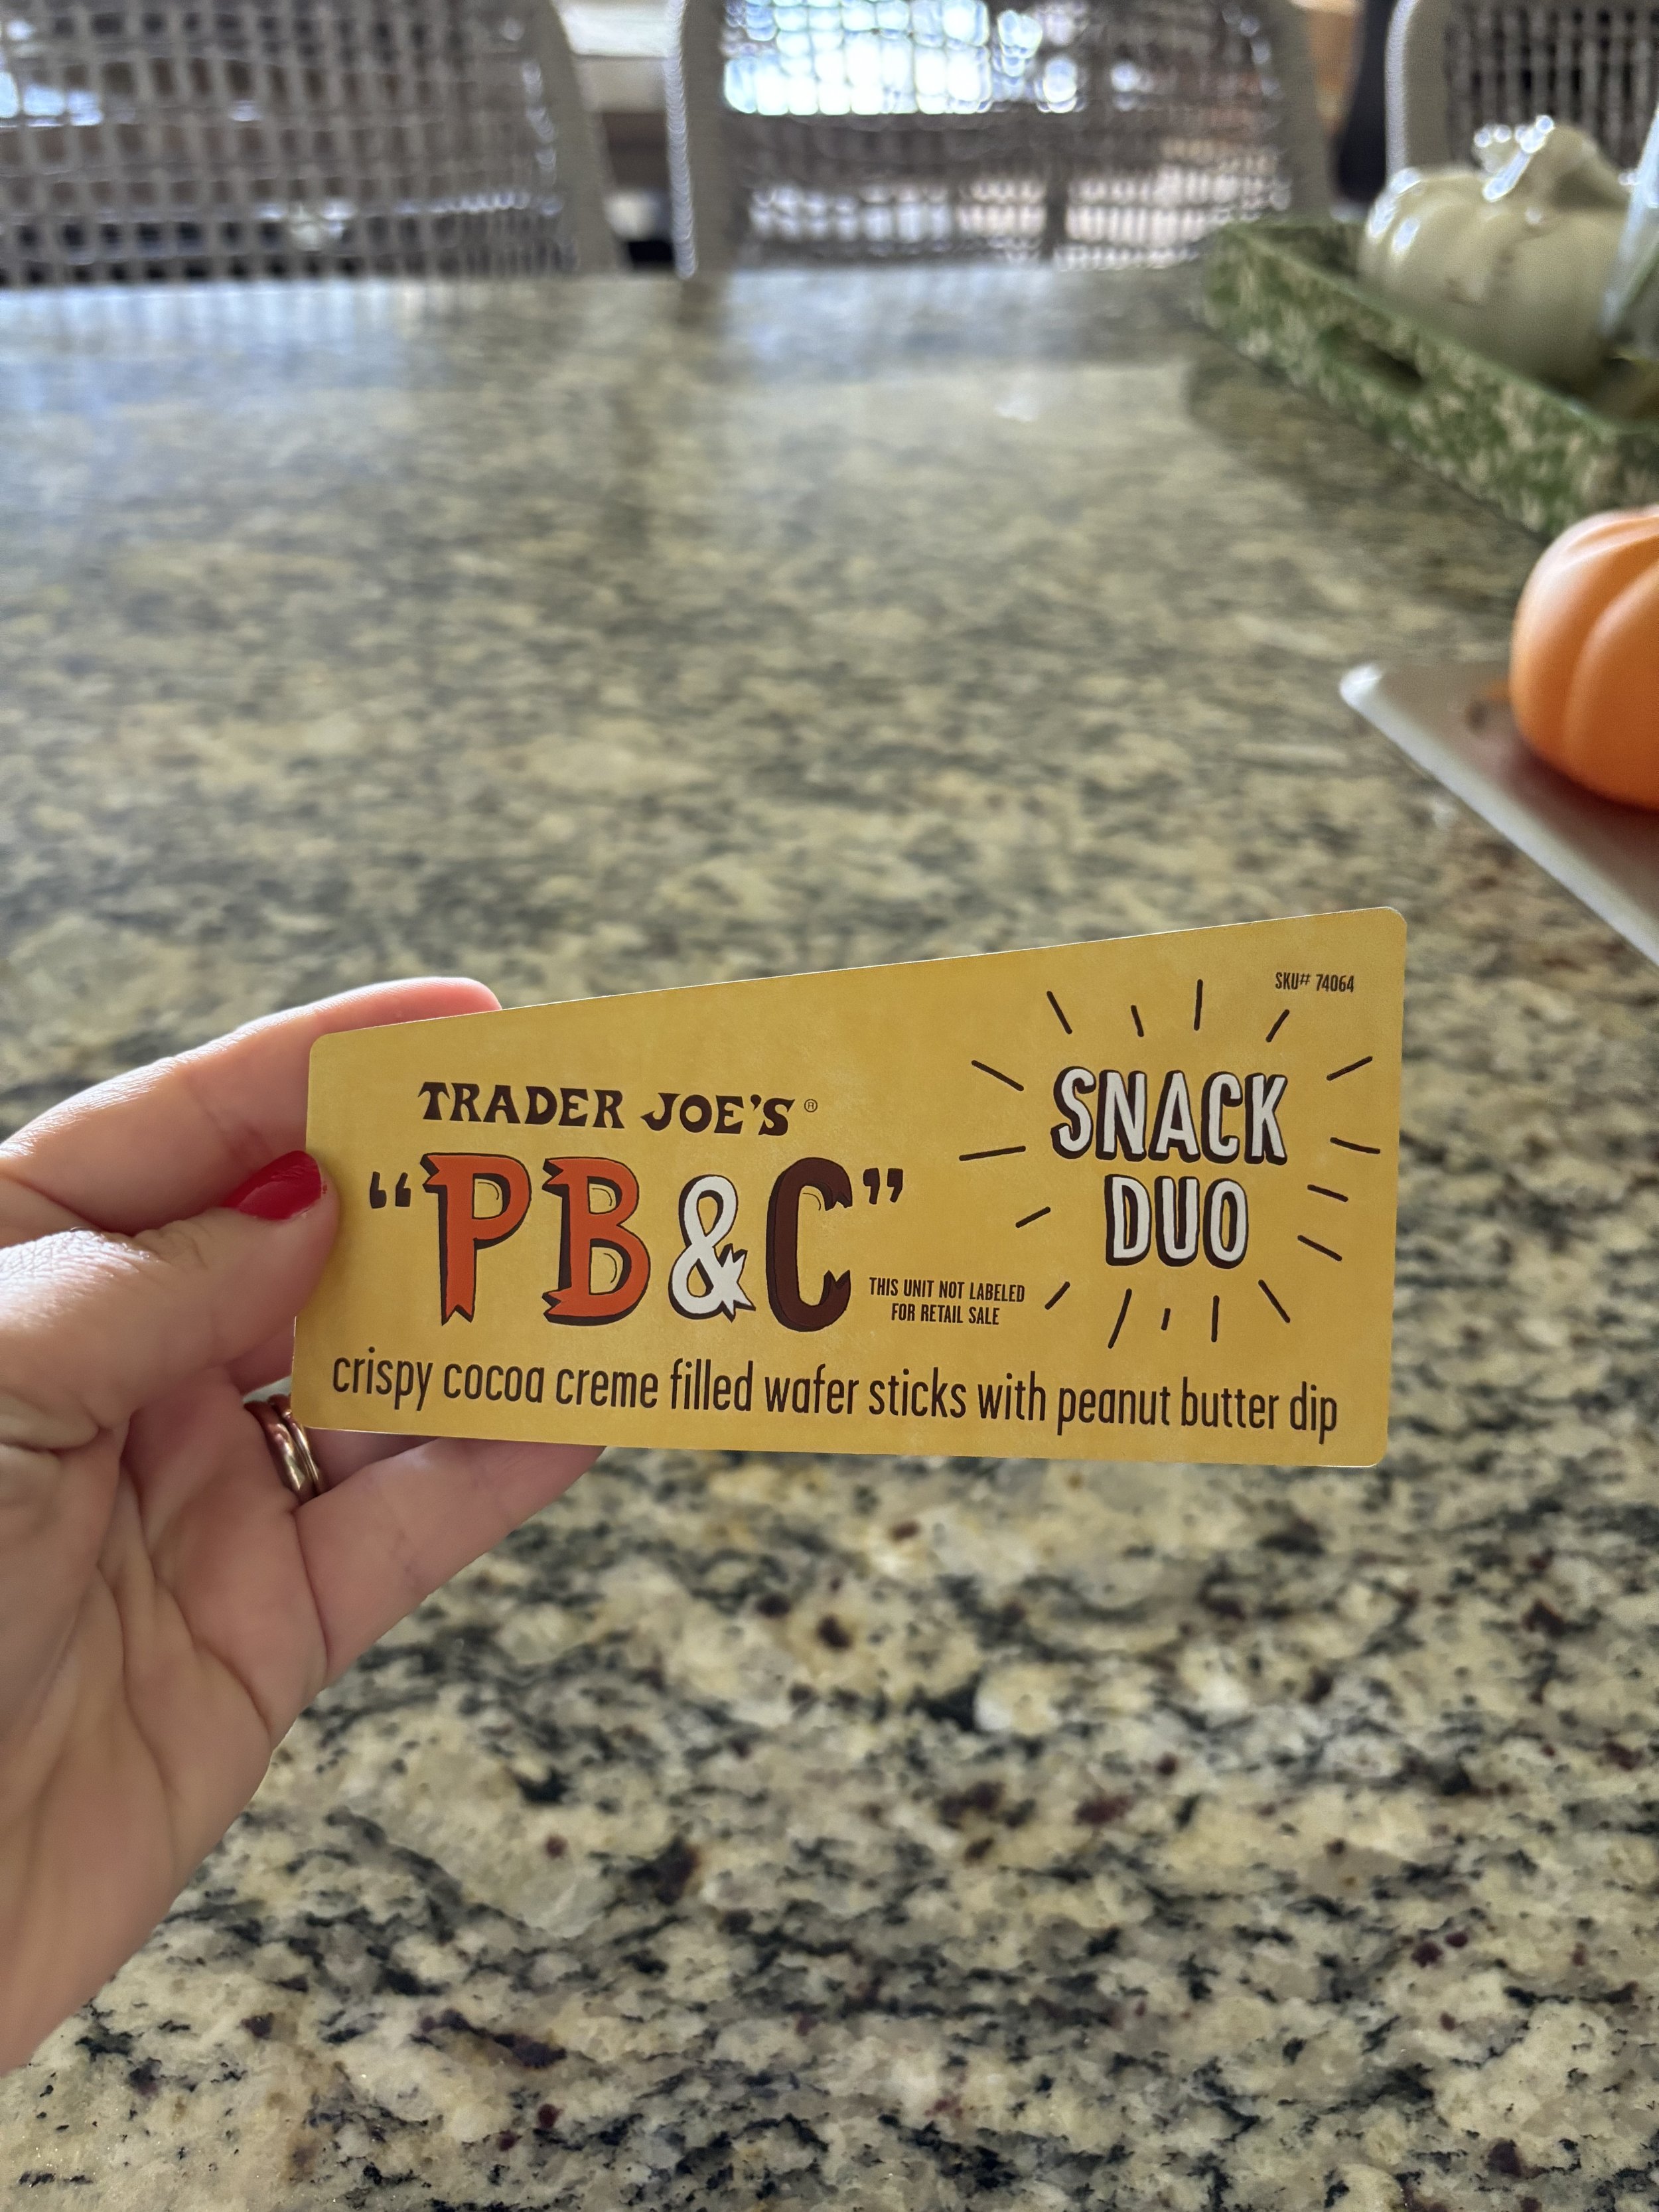 SKU# 74064
TRADER JOE'S®
"PB&C"
SNACK
DUO
THIS UNIT NOT LABELED
FOR RETAIL SALE
crispy cocoa creme filled wafer sticks with peanut butter dip